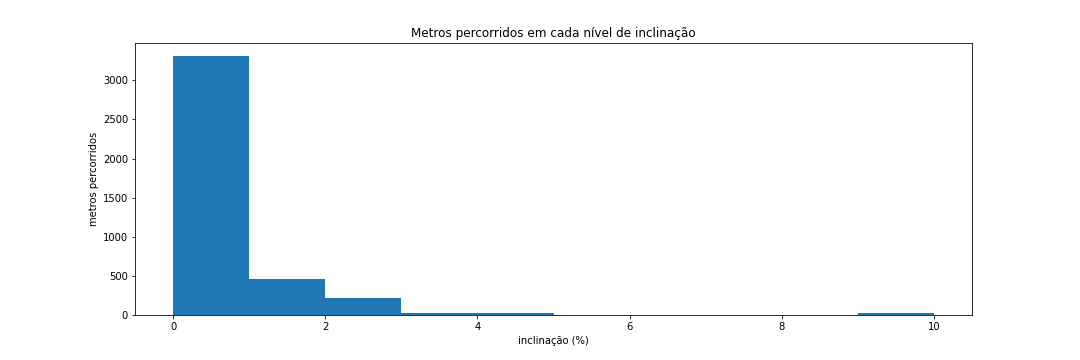 Metros percorridos em cada nível de inclinação
metros percorridos
3000
2500
2000
1500
1000
500
0
0 2 4 6 8 10
inclinação (%)